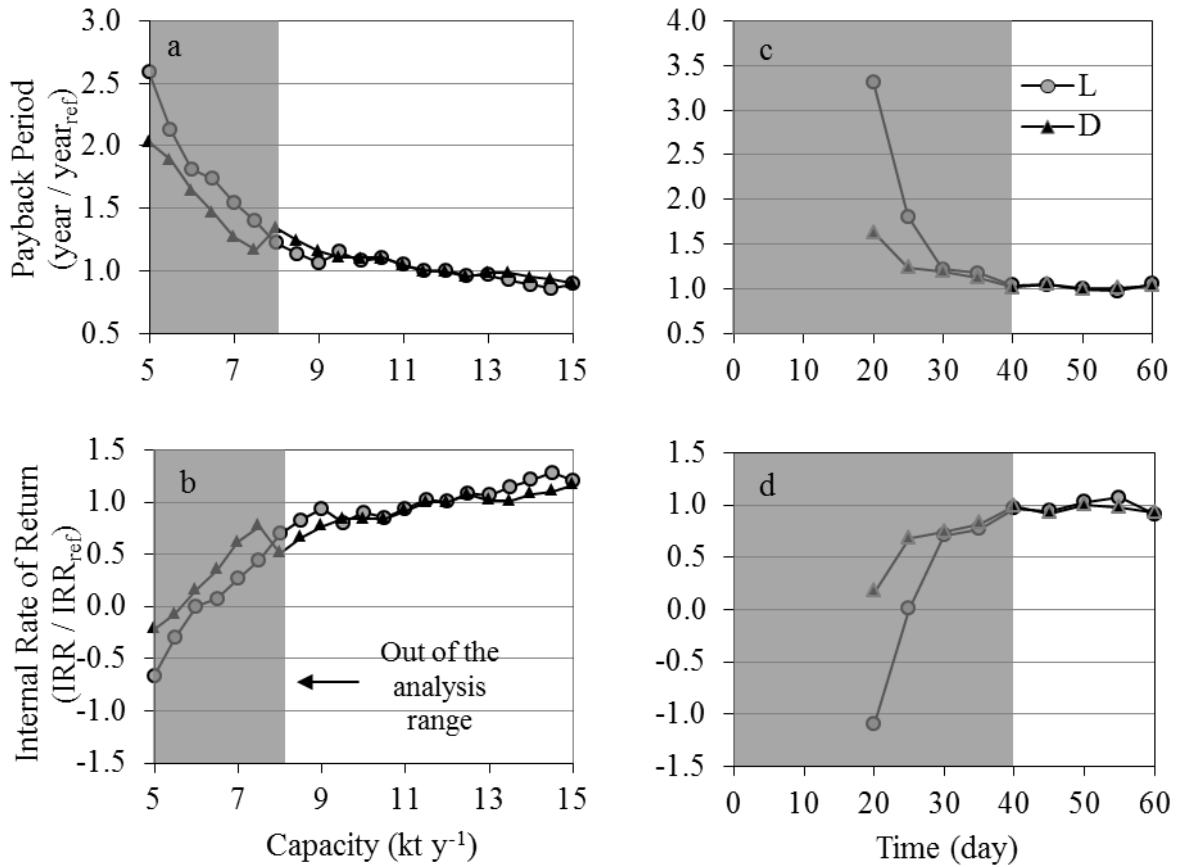 Payback Period
(year / year_ref)
a
3.0
2.5
2.0
1.5
1.0
0.5
5 7 9 11 13 15
c
L
D
4.0
3.5
3.0
2.5
2.0
1.5
1.0
0.5
0 10 20 30 40 50 60
Internal Rate of Return
(IRR / IRR_ref)
b
1.5
1.0
0.5
0.0
-0.5
-1.0
-1.5
Out of the
analysis
range
5 7 9 11 13 15
Capacity (kt y⁻¹)
d
1.5
1.0
0.5
0.0
-0.5
-1.0
-1.5
0 10 20 30 40 50 60
Time (day)